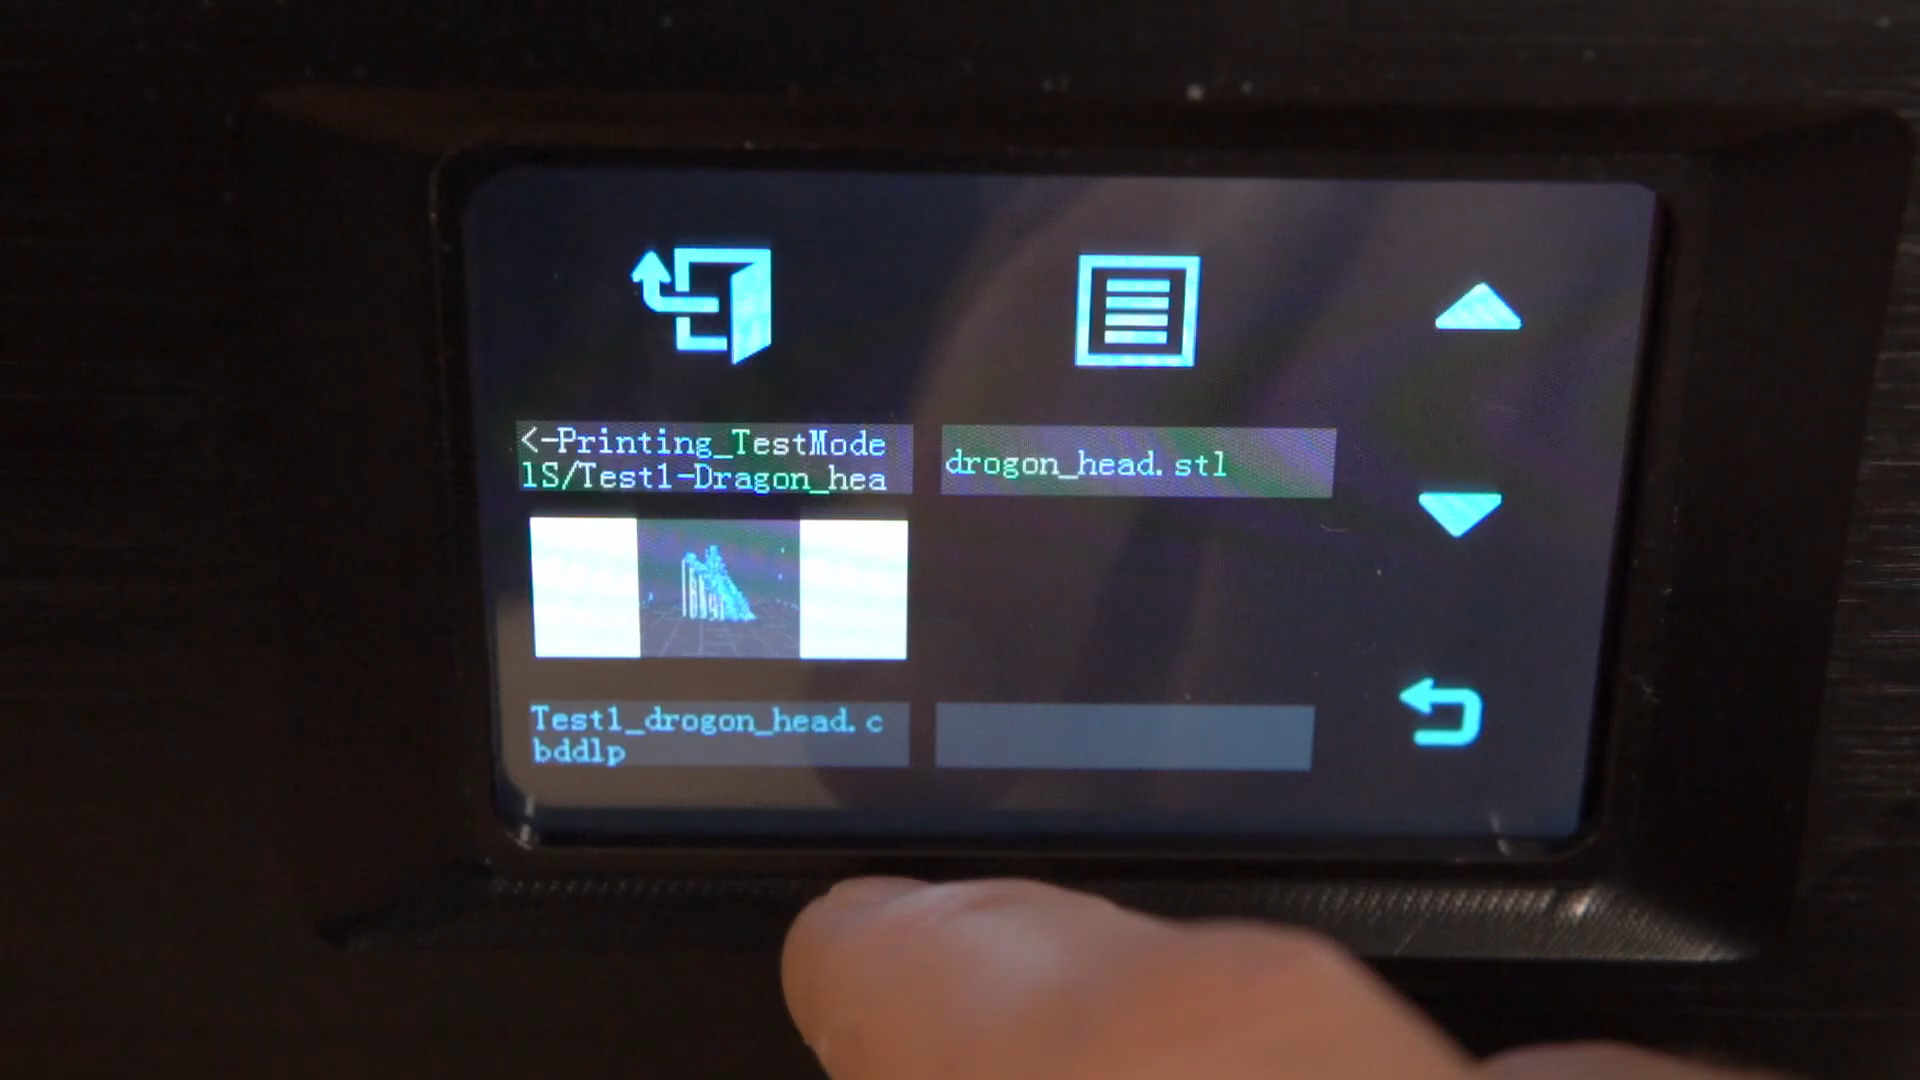 <-Printing_TestMode
lS/Test1-Dragon_hea
drogon_head.stl
Test1_drogon_head.c
bddlp